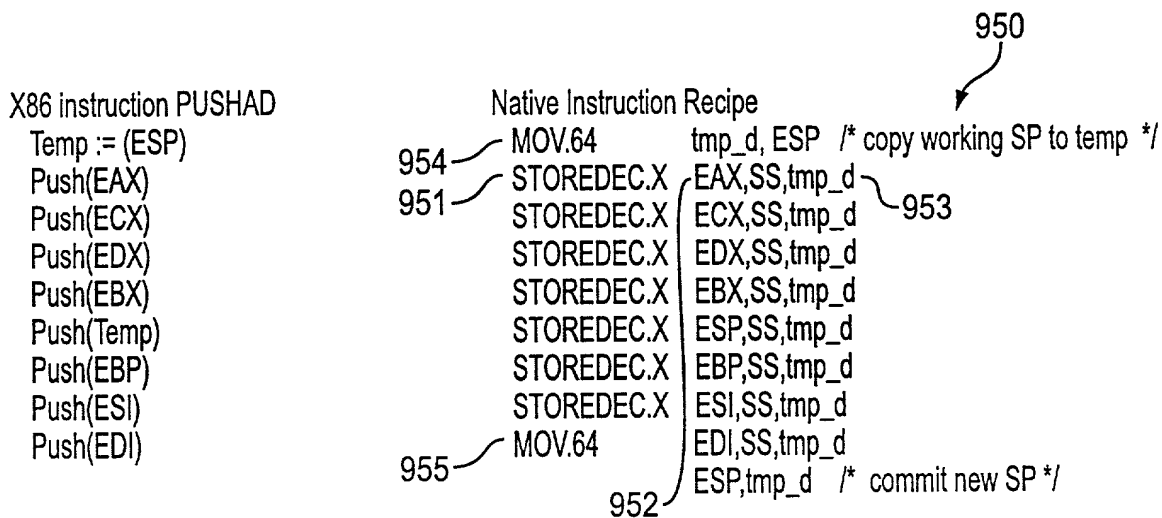 950
X86 instruction PUSHAD
Temp := (ESP)
Push(EAX)
Push(ECX)
Push(EDX)
Push(EBX)
Push(Temp)
Push(EBP)
Push(ESI)
Push(EDI)
Native Instruction Recipe
954 MOV.64 tmp_d, ESP /* copy working SP to temp */
951 STOREDEC.X EAX,SS,tmp_d 953
STOREDEC.X ECX,SS,tmp_d
STOREDEC.X EDX,SS,tmp_d
STOREDEC.X EBX,SS,tmp_d
STOREDEC.X ESP,SS,tmp_d
STOREDEC.X EBP,SS,tmp_d
STOREDEC.X ESI,SS,tmp_d
955 MOV.64 EDI,SS,tmp_d
952 ESP,tmp_d /* commit new SP */